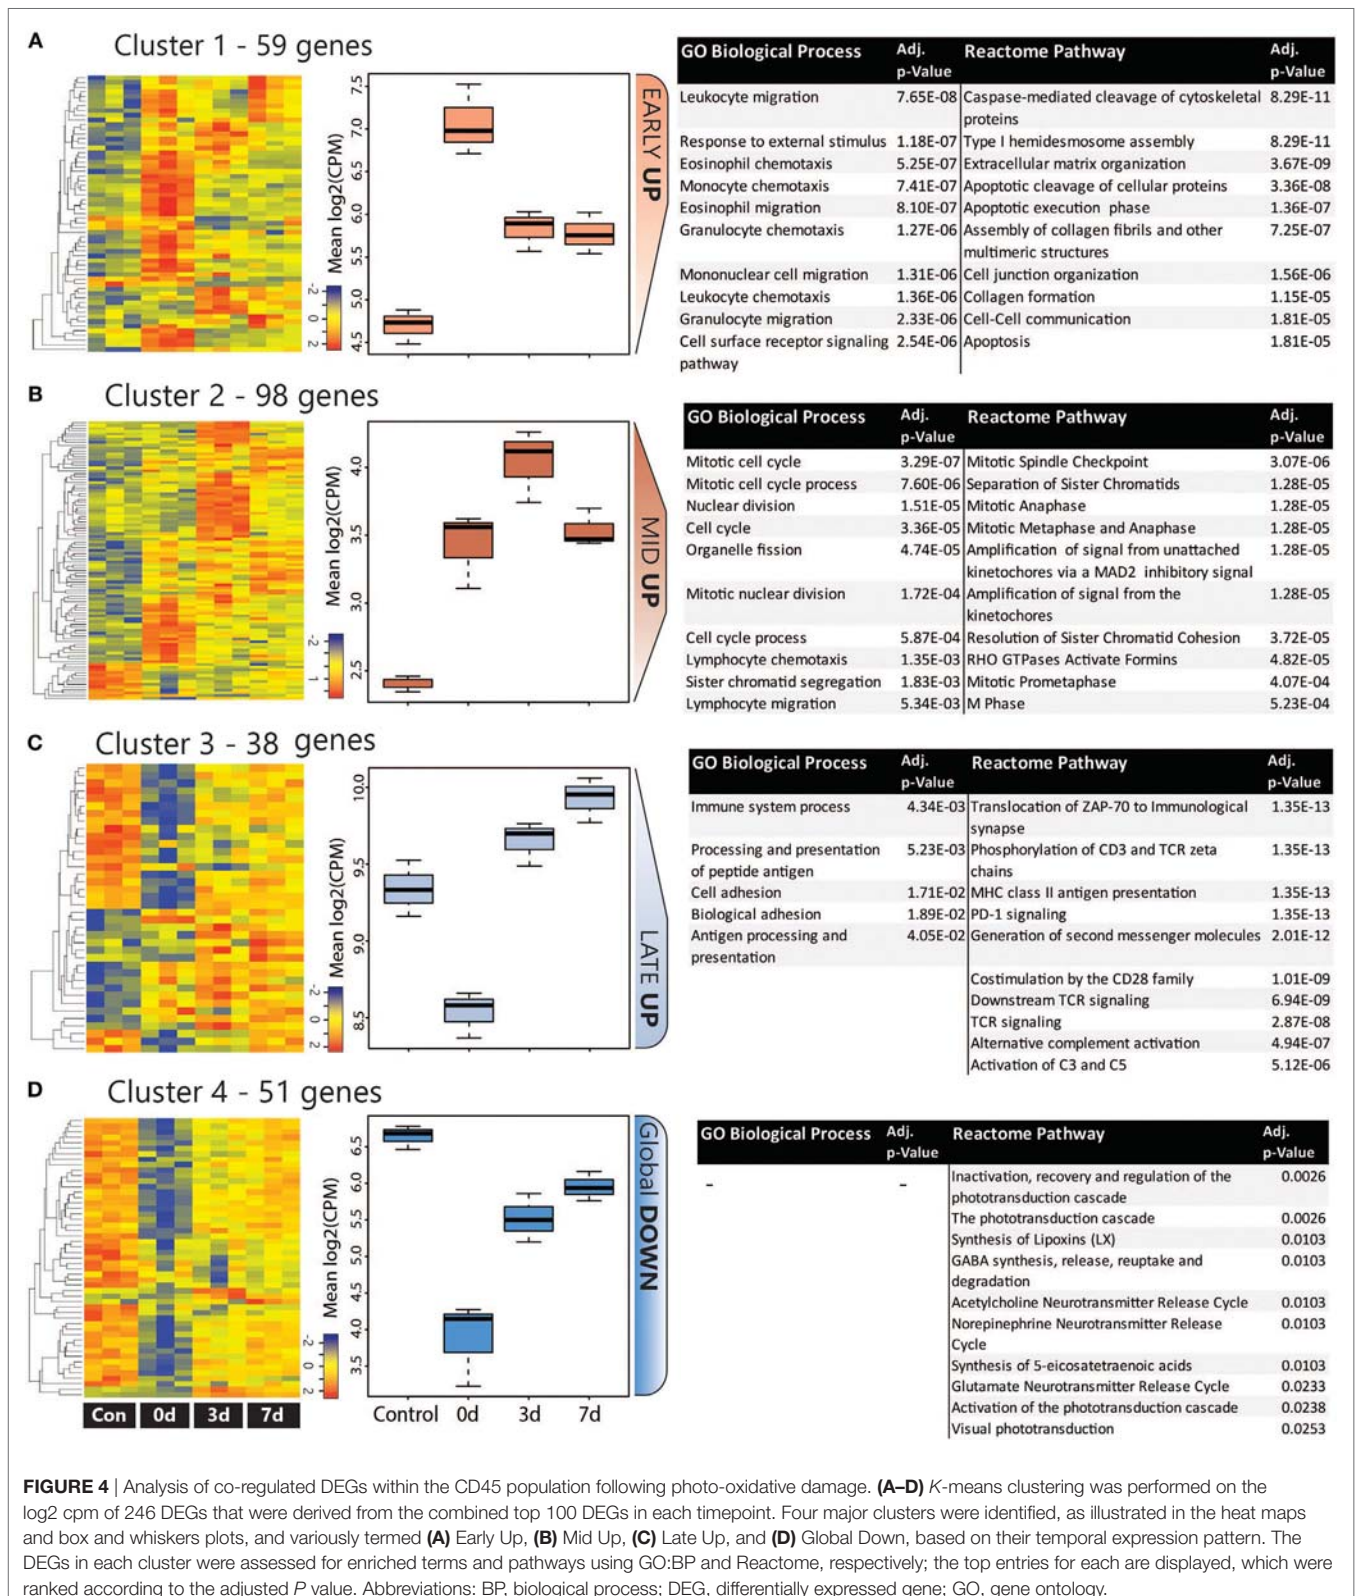 A Cluster 1 - 59 genes
Mean log2(CPM)
7.5
7.0
6.5
6.0
5.5
5.0
4.5
-2
0
2
EARLY UP
GO Biological Process Adj. p-Value Reactome Pathway Adj. p-Value
Leukocyte migration 7.65E-08 Caspase-mediated cleavage of cytoskeletal 8.29E-11
proteins
Response to external stimulus 1.18E-07 Type I hemidesmosome assembly 8.29E-11
Eosinophil chemotaxis 5.25E-07 Extracellular matrix organization 3.67E-09
Monocyte chemotaxis 7.41E-07 Apoptotic cleavage of cellular proteins 3.36E-08
Eosinophil migration 8.10E-07 Apoptotic execution phase 1.36E-07
Granulocyte chemotaxis 1.27E-06 Assembly of collagen fibrils and other 7.25E-07
multimeric structures
Mononuclear cell migration 1.31E-06 Cell junction organization 1.56E-06
Leukocyte chemotaxis 1.36E-06 Collagen formation 1.15E-05
Granulocyte migration 2.33E-06 Cell-Cell communication 1.81E-05
Cell surface receptor signaling 2.54E-06 Apoptosis 1.81E-05
pathway
B Cluster 2 - 98 genes
Mean log2(CPM)
4.0
3.5
3.0
2.5
-2
1
MID UP
GO Biological Process Adj. p-Value Reactome Pathway Adj. p-Value
Mitotic cell cycle 3.29E-07 Mitotic Spindle Checkpoint 3.07E-06
Mitotic cell cycle process 7.60E-06 Separation of Sister Chromatids 1.28E-05
Nuclear division 1.51E-05 Mitotic Anaphase 1.28E-05
Cell cycle 3.36E-05 Mitotic Metaphase and Anaphase 1.28E-05
Organelle fission 4.74E-05 Amplification of signal from unattached 1.28E-05
kinetochores via a MAD2 inhibitory signal
Mitotic nuclear division 1.72E-04 Amplification of signal from the 1.28E-05
kinetochores
Cell cycle process 5.87E-04 Resolution of Sister Chromatid Cohesion 3.72E-05
Lymphocyte chemotaxis 1.35E-03 RHO GTPases Activate Formins 4.82E-05
Sister chromatid segregation 1.83E-03 Mitotic Prometaphase 4.07E-04
Lymphocyte migration 5.34E-03 M Phase 5.23E-04
C Cluster 3 - 38 genes
Mean log2(CPM)
10.0
9.5
9.0
8.5
-2
0
2
LATE UP
GO Biological Process Adj. p-Value Reactome Pathway Adj. p-Value
Immune system process 4.34E-03 Translocation of ZAP-70 to Immunological 1.35E-13
synapse
Processing and presentation 5.23E-03 Phosphorylation of CD3 and TCR zeta 1.35E-13
of peptide antigen chains
Cell adhesion 1.71E-02 MHC class II antigen presentation 1.35E-13
Biological adhesion 1.89E-02 PD-1 signaling 1.35E-13
Antigen processing and 4.05E-02 Generation of second messenger molecules 2.01E-12
presentation
Costimulation by the CD28 family 1.01E-09
Downstream TCR signaling 6.94E-09
TCR signaling 2.87E-08
Alternative complement activation 4.94E-07
Activation of C3 and C5 5.12E-06
D Cluster 4 - 51 genes
Mean log2(CPM)
6.5
6.0
5.5
5.0
4.5
4.0
3.5
-2
0
2
Global DOWN
Con 0d 3d 7d
Control 0d 3d 7d
GO Biological Process Adj. p-Value Reactome Pathway Adj. p-Value
- - Inactivation, recovery and regulation of the 0.0026
phototransduction cascade
The phototransduction cascade 0.0026
Synthesis of Lipoxins (LX) 0.0103
GABA synthesis, release, reuptake and 0.0103
degradation
Acetylcholine Neurotransmitter Release Cycle 0.0103
Norepinephrine Neurotransmitter Release 0.0103
Cycle
Synthesis of 5-eicosatetraenoic acids 0.0103
Glutamate Neurotransmitter Release Cycle 0.0233
Activation of the phototransduction cascade 0.0238
Visual phototransduction 0.0253
FIGURE 4 | Analysis of co-regulated DEGs within the CD45 population following photo-oxidative damage. (A–D) K-means clustering was performed on the
log2 cpm of 246 DEGs that were derived from the combined top 100 DEGs in each timepoint. Four major clusters were identified, as illustrated in the heat maps
and box and whiskers plots, and variously termed (A) Early Up, (B) Mid Up, (C) Late Up, and (D) Global Down, based on their temporal expression pattern. The
DEGs in each cluster were assessed for enriched terms and pathways using GO:BP and Reactome, respectively; the top entries for each are displayed, which were
ranked according to the adjusted P value. Abbreviations: BP, biological process; DEG, differentially expressed gene; GO, gene ontology.